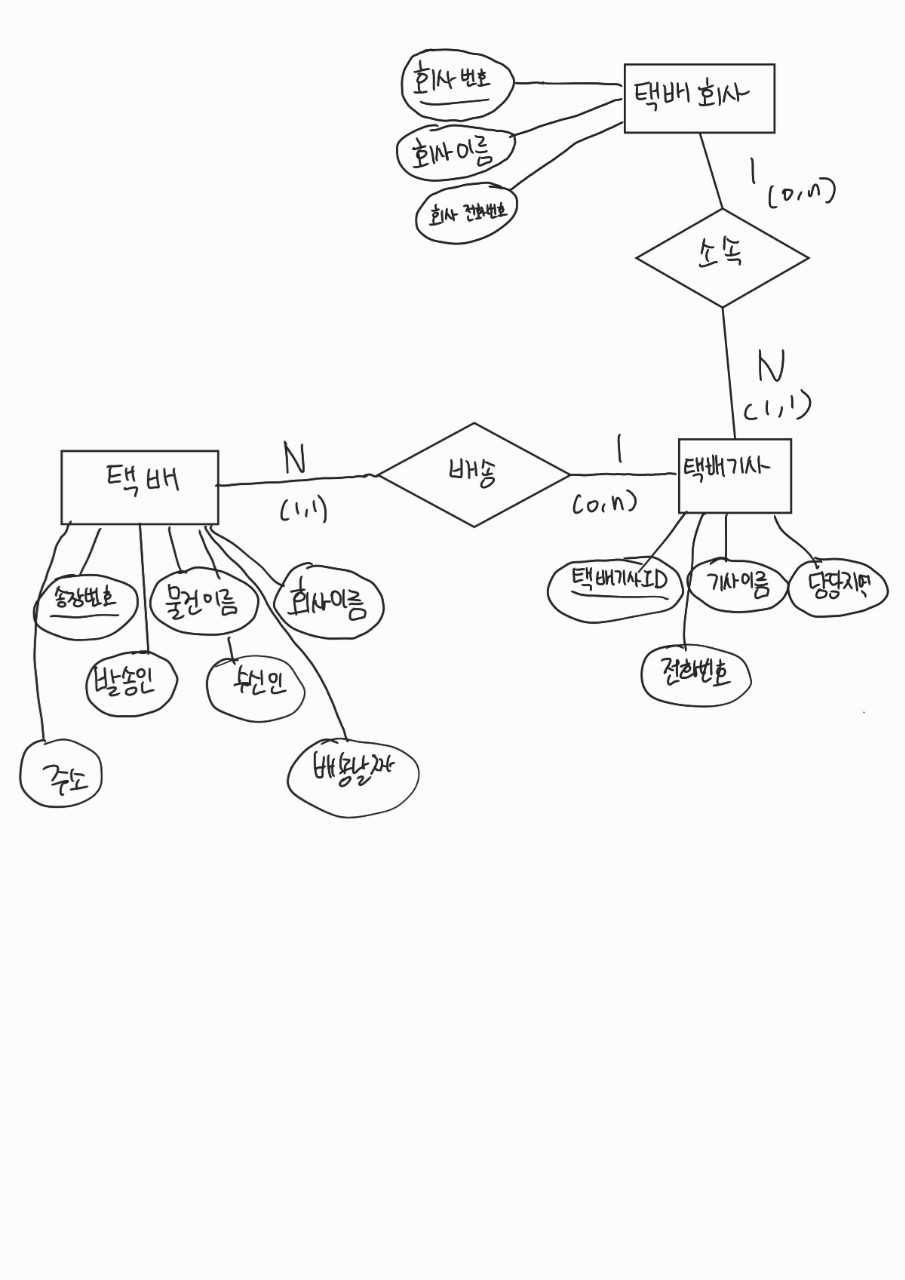 회사 번호
택배 회사
회사 이름
회사 전화번호
1
(0,n)
소속
N
(1,1)
택배
N
(1,1)
배송
1
(0,n)
택배기사
송장번호
물건이름
회사이름
택배기사ID
기사이름
담당지역
발송인
수신인
전화번호
주소
배송날짜